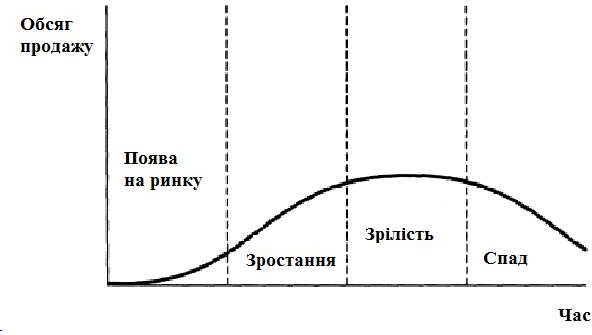 Обсяг
продажу
Поява
на ринку
Зростання
Зрілість
Спад
Час